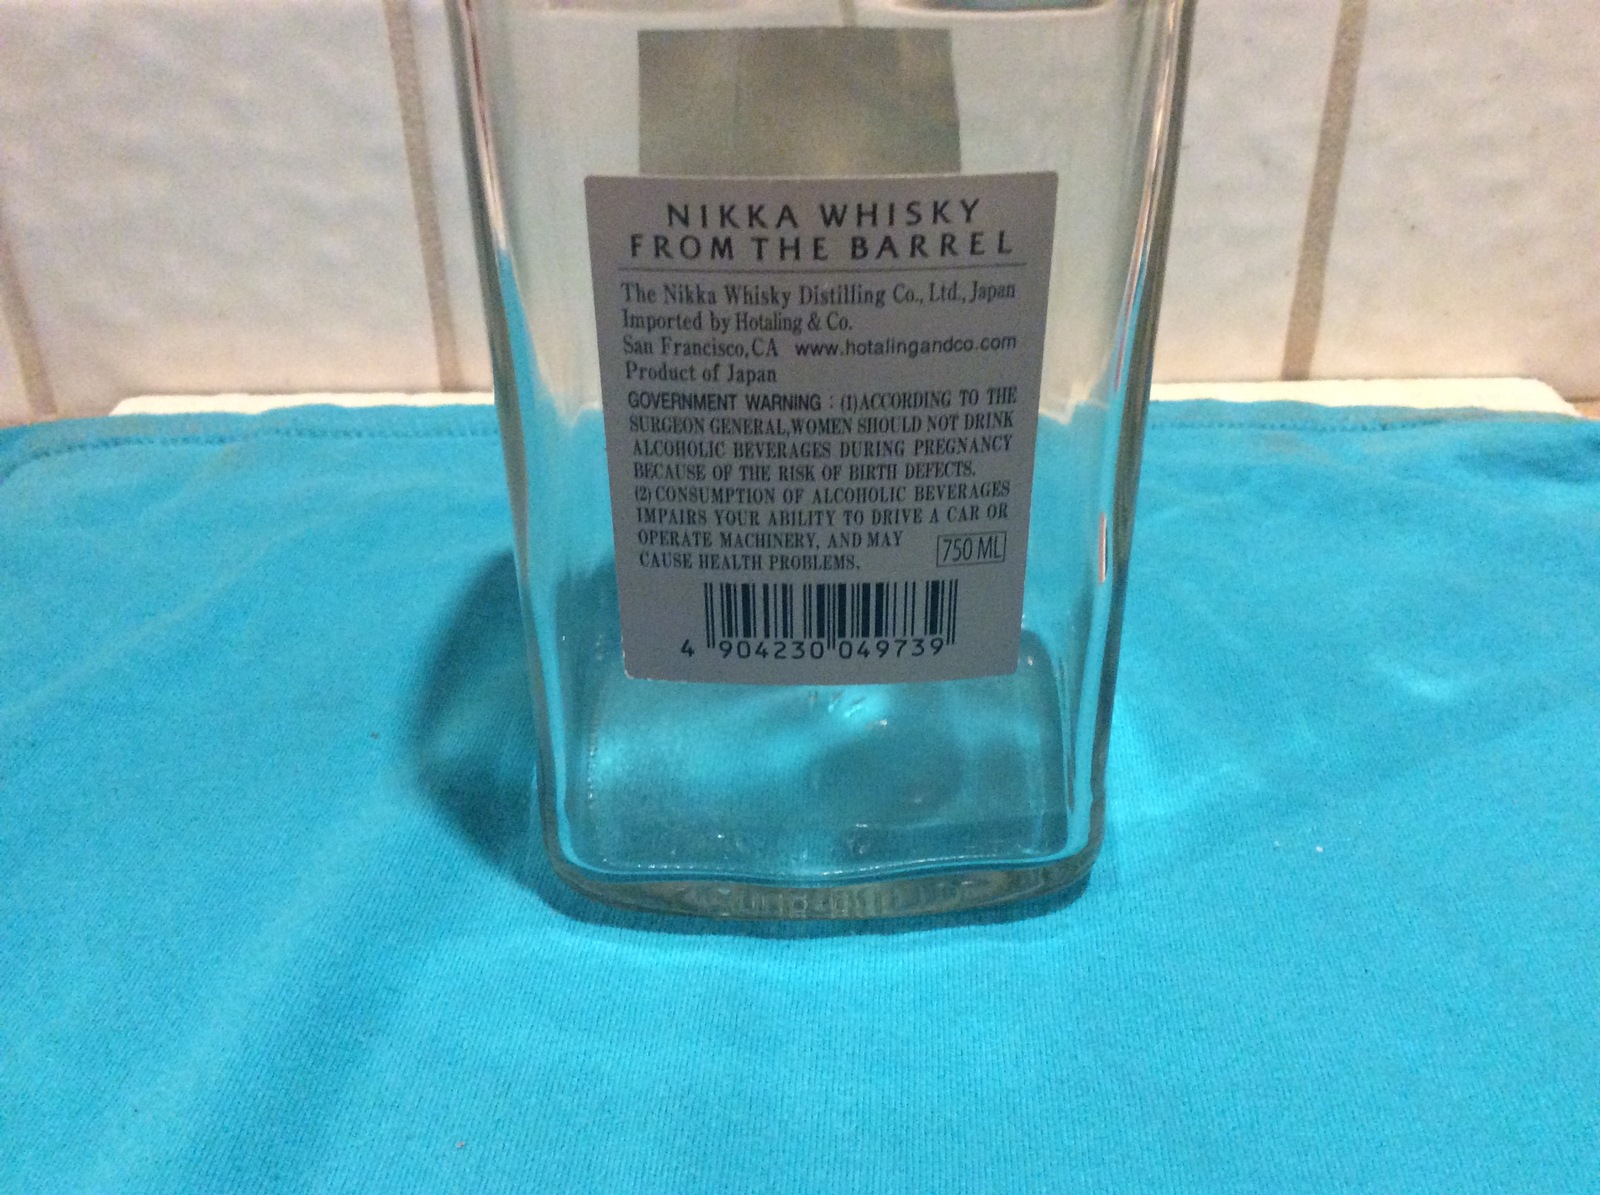 NIKKA WHISKY
FROM THE BARREL
The Nikka Whisky Distilling Co., Ltd., Japan
Imported by Hotaling & Co.
San Francisco, CA www.hotalingandco.com
Product of Japan
GOVERNMENT WARNING : (1)ACCORDING TO THE
SURGEON GENERAL, WOMEN SHOULD NOT DRINK
ALCOHOLIC BEVERAGES DURING PREGNANCY
BECAUSE OF THE RISK OF BIRTH DEFECTS.
(2) CONSUMPTION OF ALCOHOLIC BEVERAGES
IMPAIRS YOUR ABILITY TO DRIVE A CAR OR
OPERATE MACHINERY, AND MAY
CAUSE HEALTH PROBLEMS.
750 ML
4 904230 049739